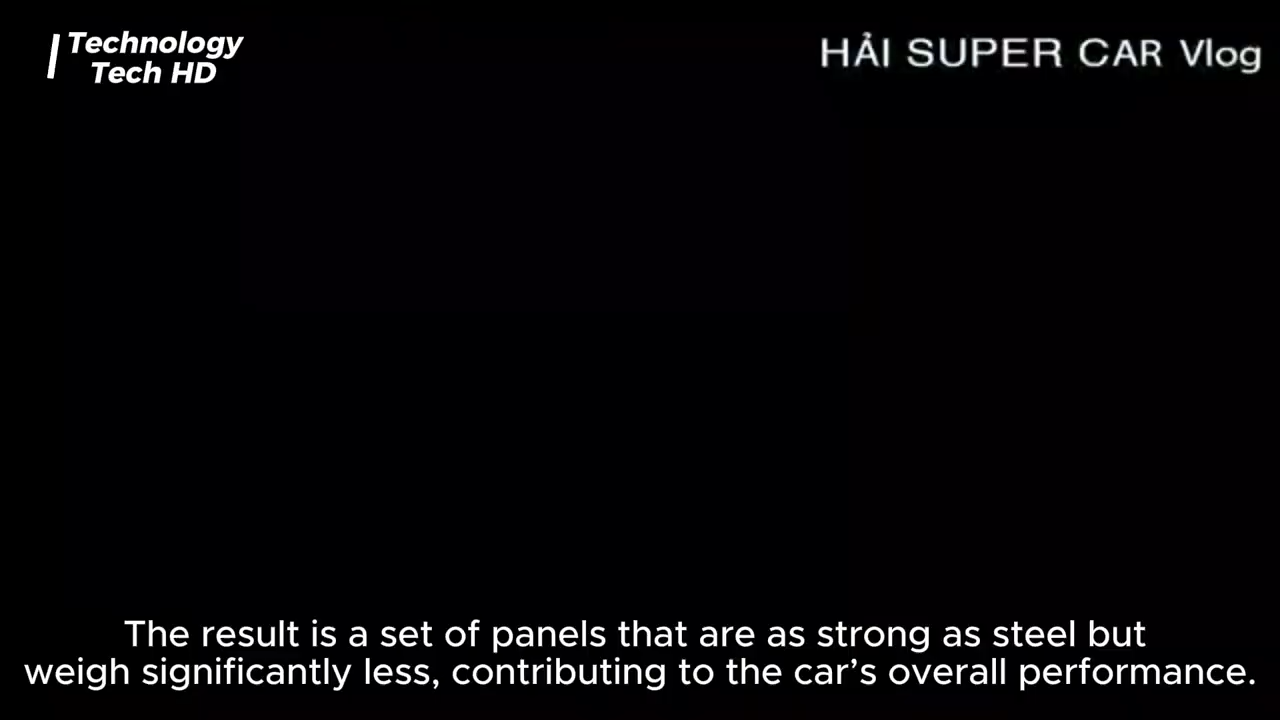 Technology
Tech HD
HẢI SUPER CAR Vlog
The result is a set of panels that are as strong as steel but
weigh significantly less, contributing to the car’s overall performance.